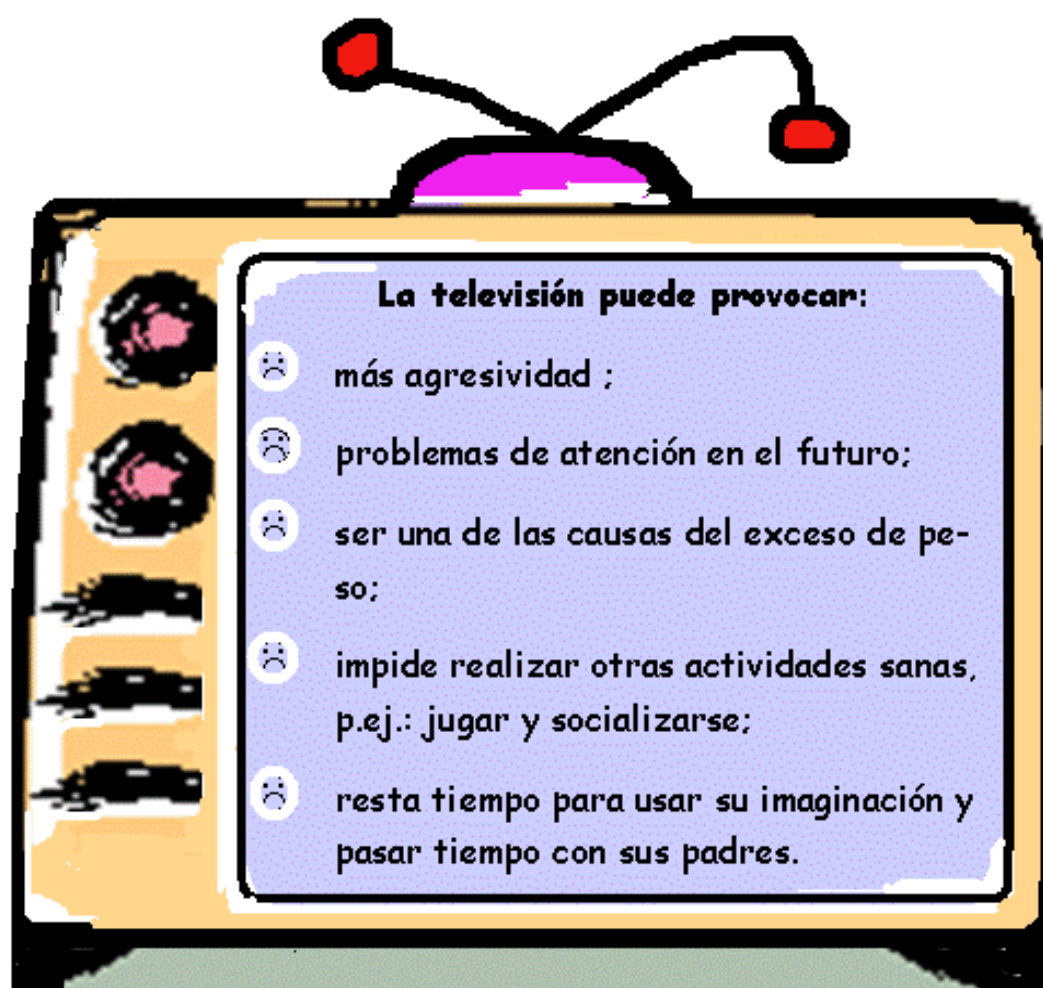 La televisión puede provocar:
más agresividad ;
problemas de atención en el futuro;
ser una de las causas del exceso de pe-
so;
impide realizar otras actividades sanas,
p.ej.: jugar y socializarse;
resta tiempo para usar su imaginación y
pasar tiempo con sus padres.